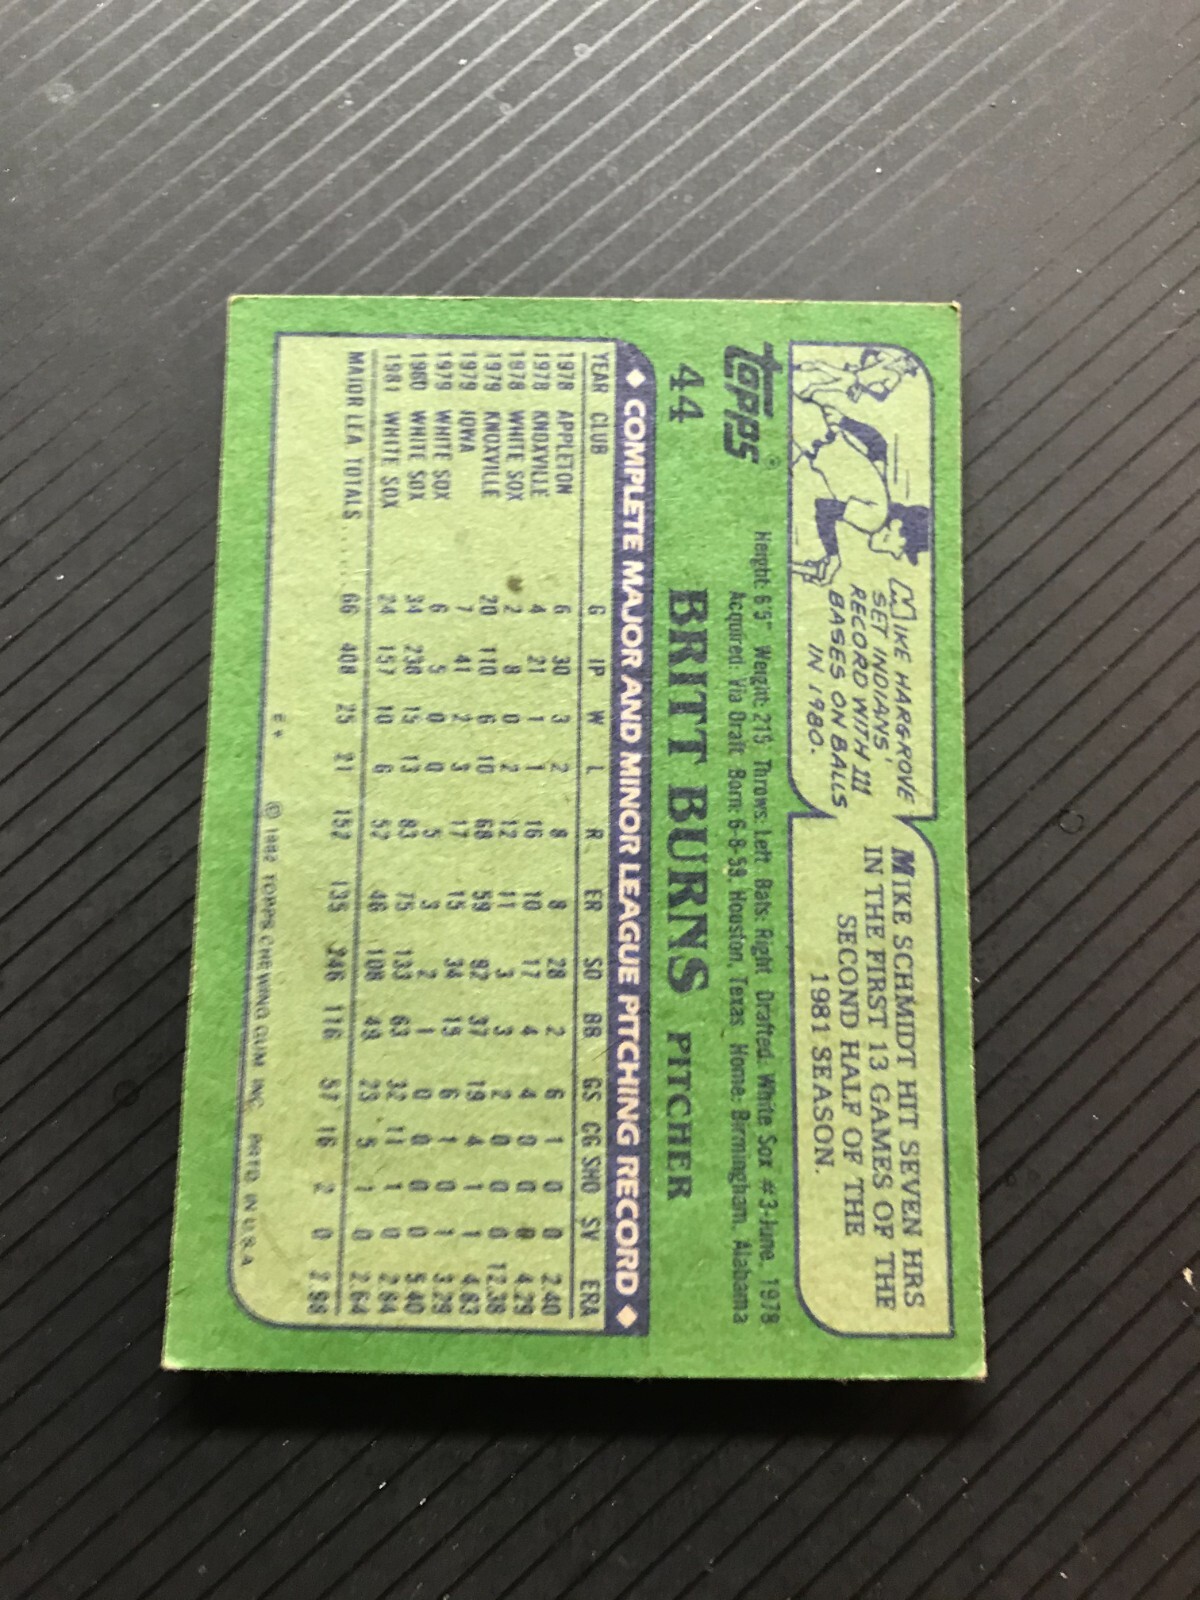 MIKE HARGROVE
SET INDIANS'
RECORD WITH 111
BASES ON BALLS
IN 1980.
MIKE SCHMIDT HIT SEVEN HRS
IN THE FIRST 13 GAMES OF THE
SECOND HALF OF THE
1981 SEASON.
TOPPS®
44
Height: 6'5" Weight: 215 Throws: Left Bats: Right Drafted: White Sox #3-June, 1978
Acquired: Via Draft Born: 6-8-59, Houston, Texas Home: Birmingham, Alabama
BRITT BURNS PITCHER
◆ COMPLETE MAJOR AND MINOR LEAGUE PITCHING RECORD ◆
YEAR CLUB G IP W L R ER SO BB GS CG SHO SV ERA
1978 APPLETON 6 30 3 2 8 8 28 2 6 1 0 0 2.40
1978 KNOXVILLE 4 21 1 1 16 10 17 4 4 0 0 0 4.29
1978 WHITE SOX 2 8 0 2 12 11 3 3 2 0 0 0 12.38
1979 KNOXVILLE 20 110 6 10 68 59 92 37 19 4 1 1 4.83
1979 IOWA 7 41 2 3 17 15 34 19 6 1 0 1 3.29
1979 WHITE SOX 6 5 0 0 5 3 2 1 0 0 0 0 5.40
1980 WHITE SOX 34 238 15 13 83 75 133 63 32 11 1 0 2.84
1981 WHITE SOX 24 157 10 6 52 46 108 49 23 5 1 0 2.64
MAJOR LEA TOTALS..... 66 408 25 21 152 135 246 116 57 16 2 0 2.98
E* © 1982 TOPPS CHEWING GUM, INC. PRTD. IN U.S.A.